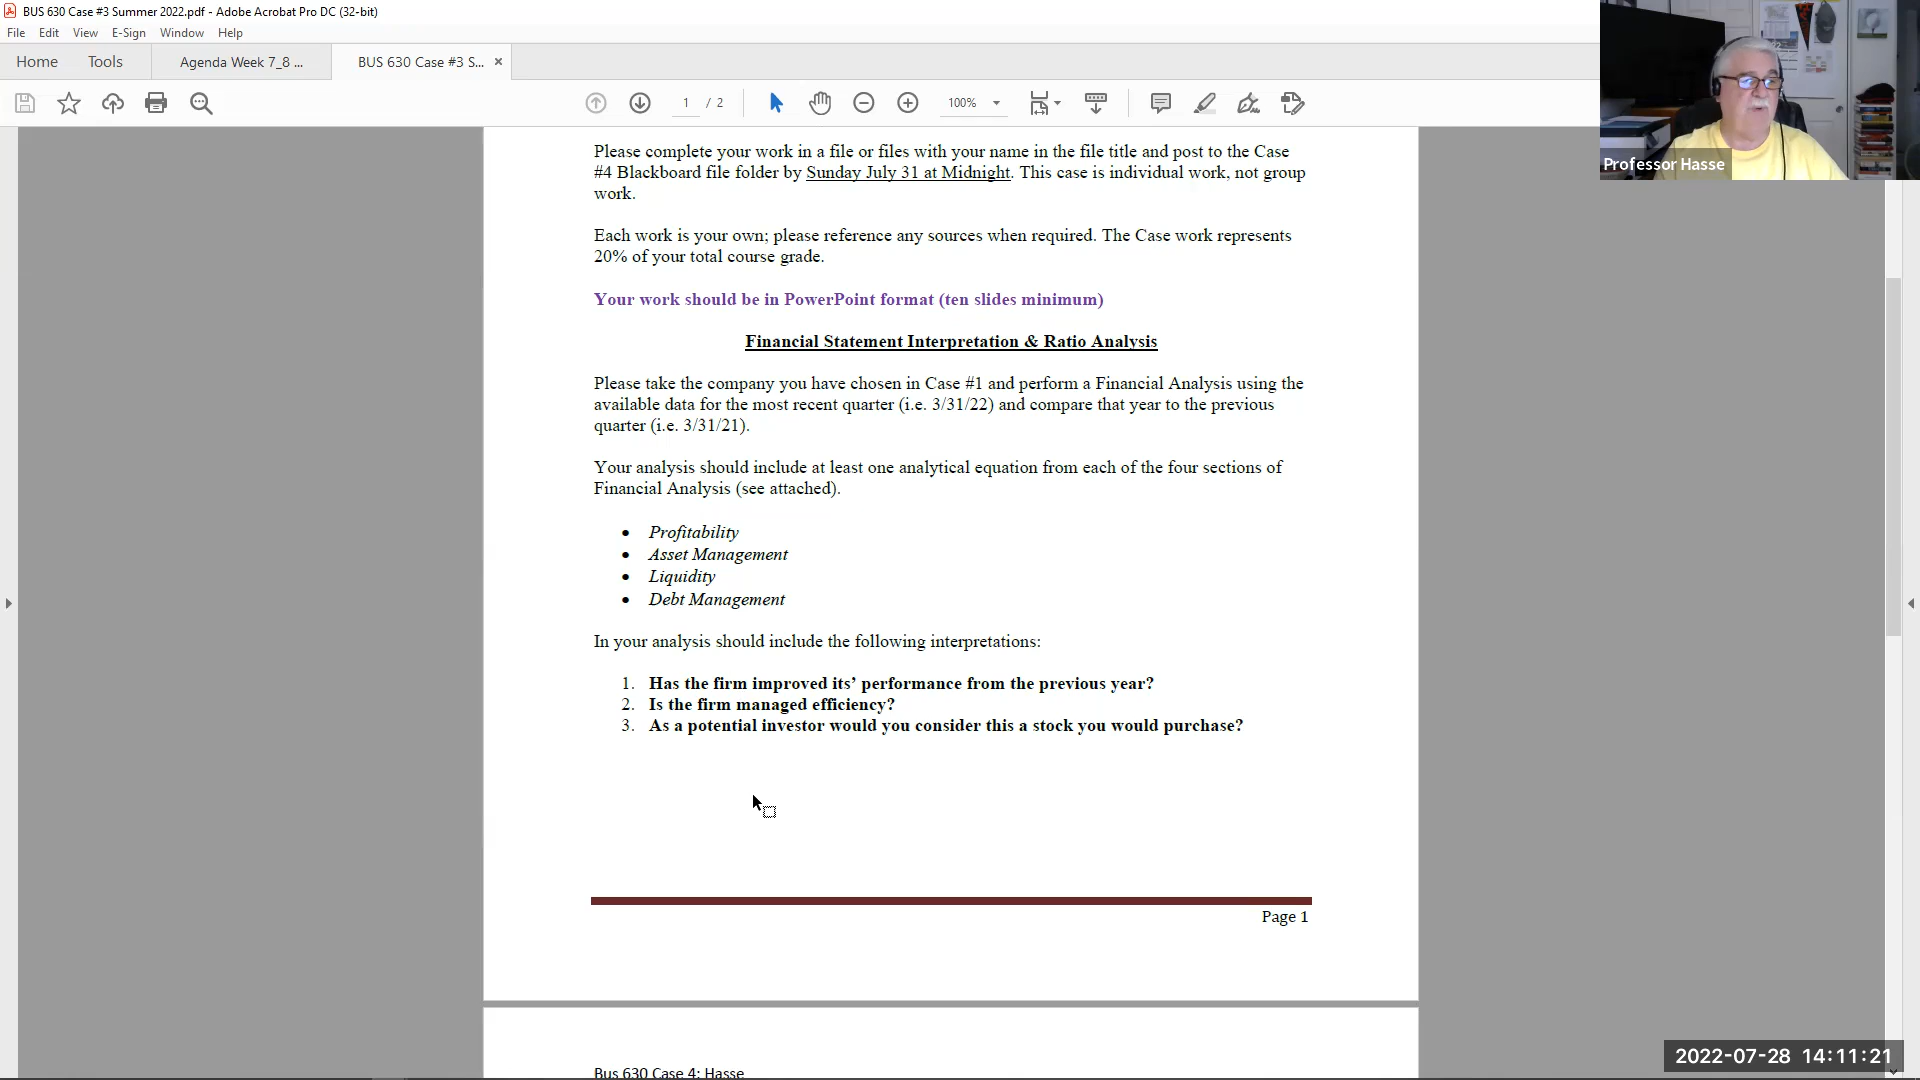 BUS 630 Case #3 Summer 2022.pdf - Adobe Acrobat Pro DC (32-bit)
File Edit View E-Sign Window Help
Home Tools Agenda Week 7_8 ... BUS 630 Case #3 S...
1 / 2 100%
Professor Hasse
Please complete your work in a file or files with your name in the file title and post to the Case
#4 Blackboard file folder by Sunday July 31 at Midnight. This case is individual work, not group
work.
Each work is your own; please reference any sources when required. The Case work represents
20% of your total course grade.
Your work should be in PowerPoint format (ten slides minimum)
Financial Statement Interpretation & Ratio Analysis
Please take the company you have chosen in Case #1 and perform a Financial Analysis using the
available data for the most recent quarter (i.e. 3/31/22) and compare that year to the previous
quarter (i.e. 3/31/21).
Your analysis should include at least one analytical equation from each of the four sections of
Financial Analysis (see attached).
• Profitability
• Asset Management
• Liquidity
• Debt Management
In your analysis should include the following interpretations:
1. Has the firm improved its’ performance from the previous year?
2. Is the firm managed efficiency?
3. As a potential investor would you consider this a stock you would purchase?
Page 1
Bus 630 Case 4: Hasse
2022-07-28 14:11:21